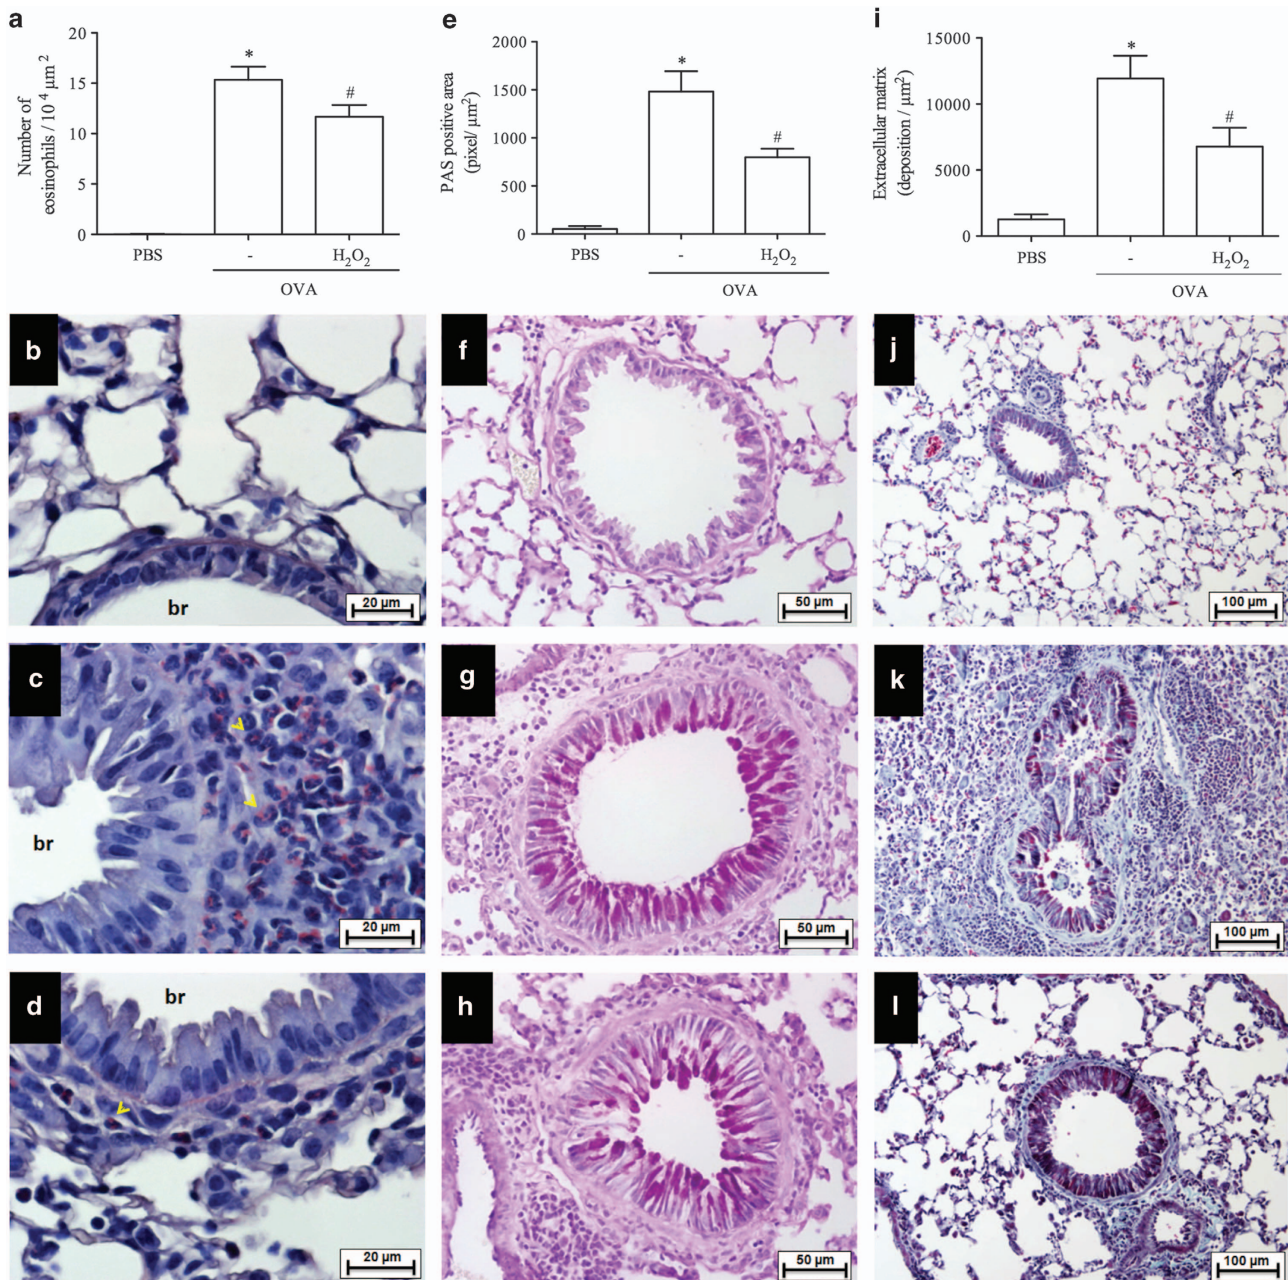 a
20
15
10
5
0
Number of
eosinophils / 10⁻⁴ μm²
*
#
PBS
-
H₂O₂
OVA
e
2000
1500
1000
500
0
PAS positive area
(pixel/ μm²)
*
#
PBS
-
H₂O₂
OVA
i
15000
10000
5000
0
Extracellular matrix
(deposition / μm²)
*
#
PBS
-
H₂O₂
OVA
b
br
20 μm
f
50 μm
j
100 μm
c
br
20 μm
g
50 μm
k
100 μm
d
br
20 μm
h
50 μm
l
100 μm